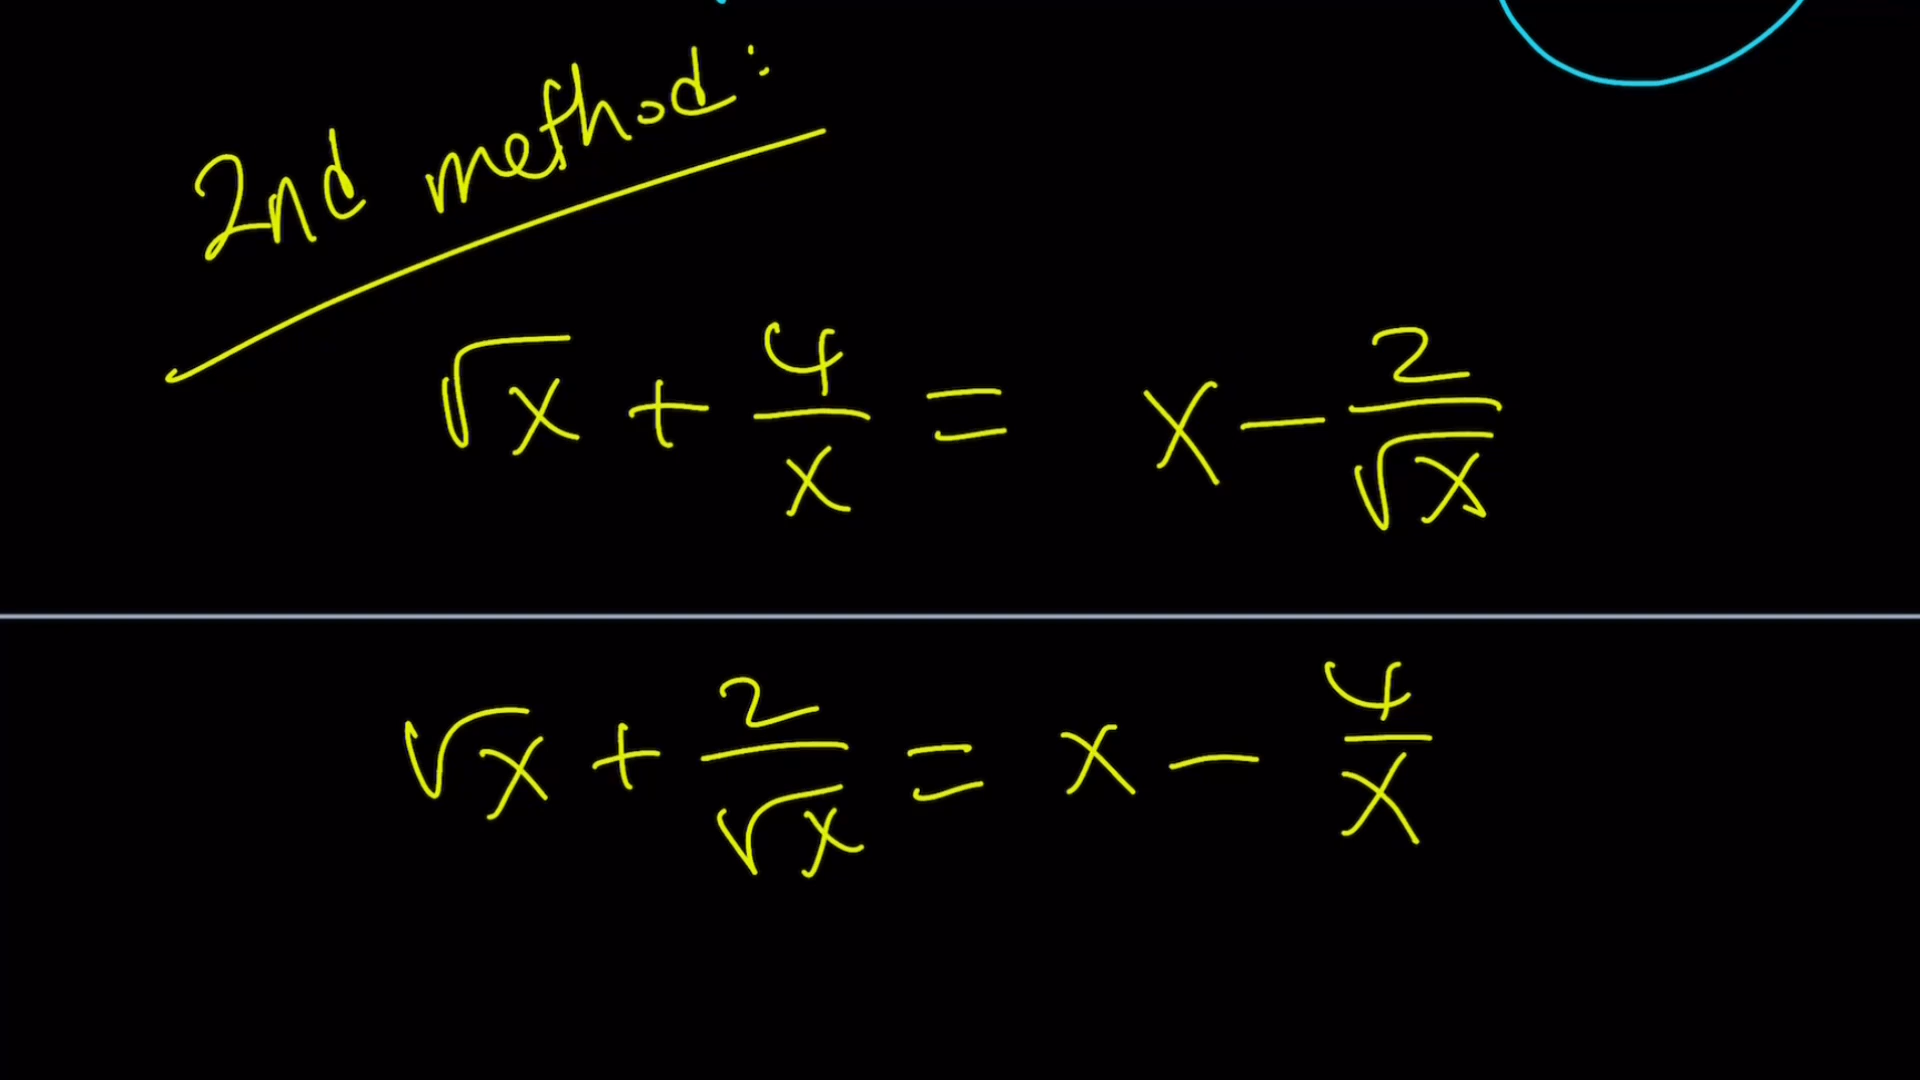 2nd method:
√x + 4/x = x - 2/√x
√x + 2/√x = x - 4/x